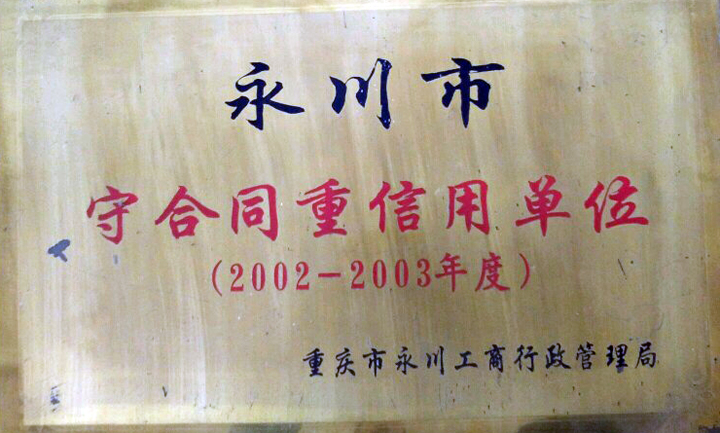 永川市
守合同重信用单位
(2002-2003年度)
重庆市永川工商行政管理局